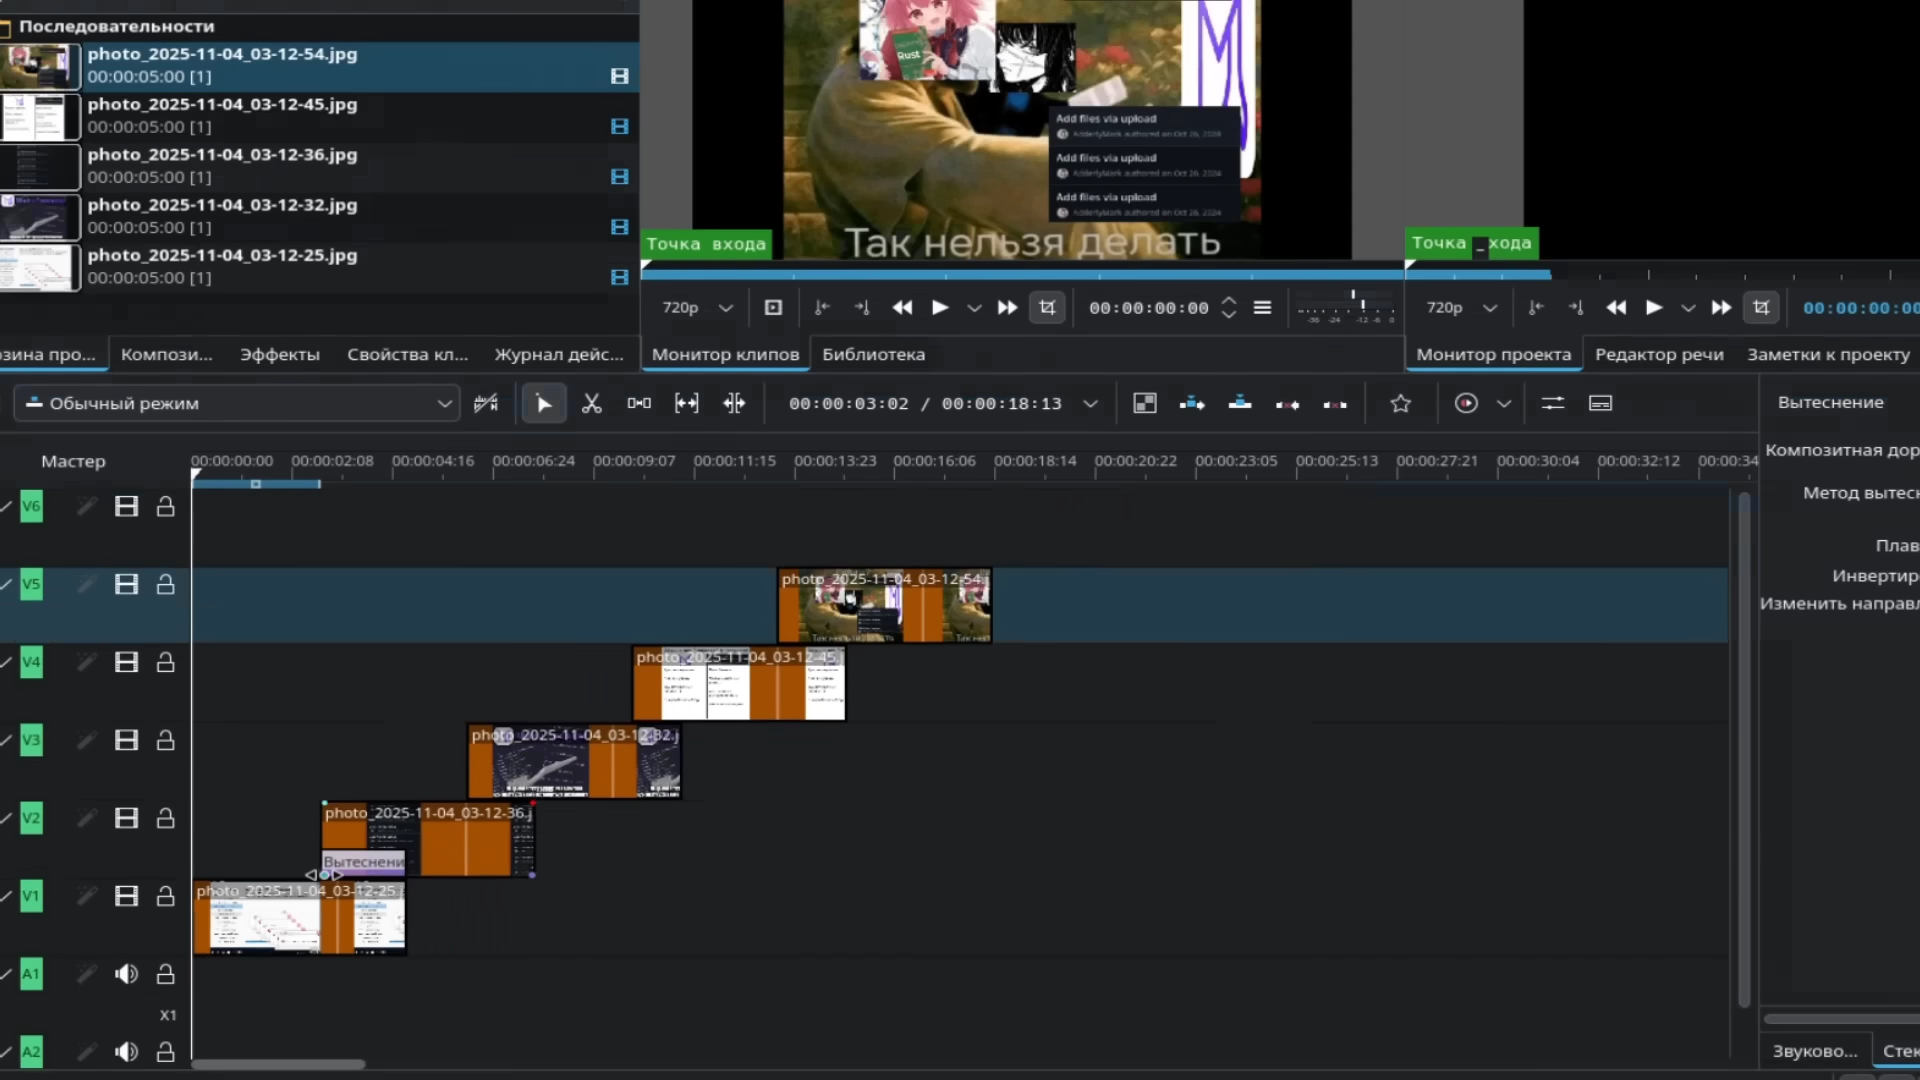 Последовательности
photo_2025-11-04_03-12-54.jpg
00:00:05:00 [1]
photo_2025-11-04_03-12-45.jpg
00:00:05:00 [1]
photo_2025-11-04_03-12-36.jpg
00:00:05:00 [1]
photo_2025-11-04_03-12-32.jpg
00:00:05:00 [1]
photo_2025-11-04_03-12-25.jpg
00:00:05:00 [1]
Rust
Add files via upload
AdderlyMark authored on Oct 26, 2024
Add files via upload
AdderlyMark authored on Oct 26, 2024
Add files via upload
AdderlyMark authored on Oct 26, 2024
Так нельзя делать
Точка входа
Точка _хода
720p
00:00:00:00
-36 -24 -12 -6 0
720p
00:00:00:00
зина про...
Компози...
Эффекты
Свойства кл...
Журнал дейс...
Монитор клипов
Библиотека
Монитор проекта
Редактор речи
Заметки к проекту
Обычный режим
00:00:03:02 / 00:00:18:13
Вытеснение
Композитная дор
Метод вытесн
Плав
Инвертир
Изменить направл
Мастер
00:00:00:00 00:00:02:08 00:00:04:16 00:00:06:24 00:00:09:07 00:00:11:15 00:00:13:23 00:00:16:06 00:00:18:14 00:00:20:22 00:00:23:05 00:00:25:13 00:00:27:21 00:00:30:04 00:00:32:12 00:00:34
V6
V5
photo_2025-11-04_03-12-54.j
Так нельзя делать
V4
photo_2025-11-04_03-12-45.j
V3
photo_2025-11-04_03-12-32.j
V2
photo_2025-11-04_03-12-36.j
Вытеснени
V1
photo_2025-11-04_03-12-25.j
A1
X1
A2
Звуково...
Стек